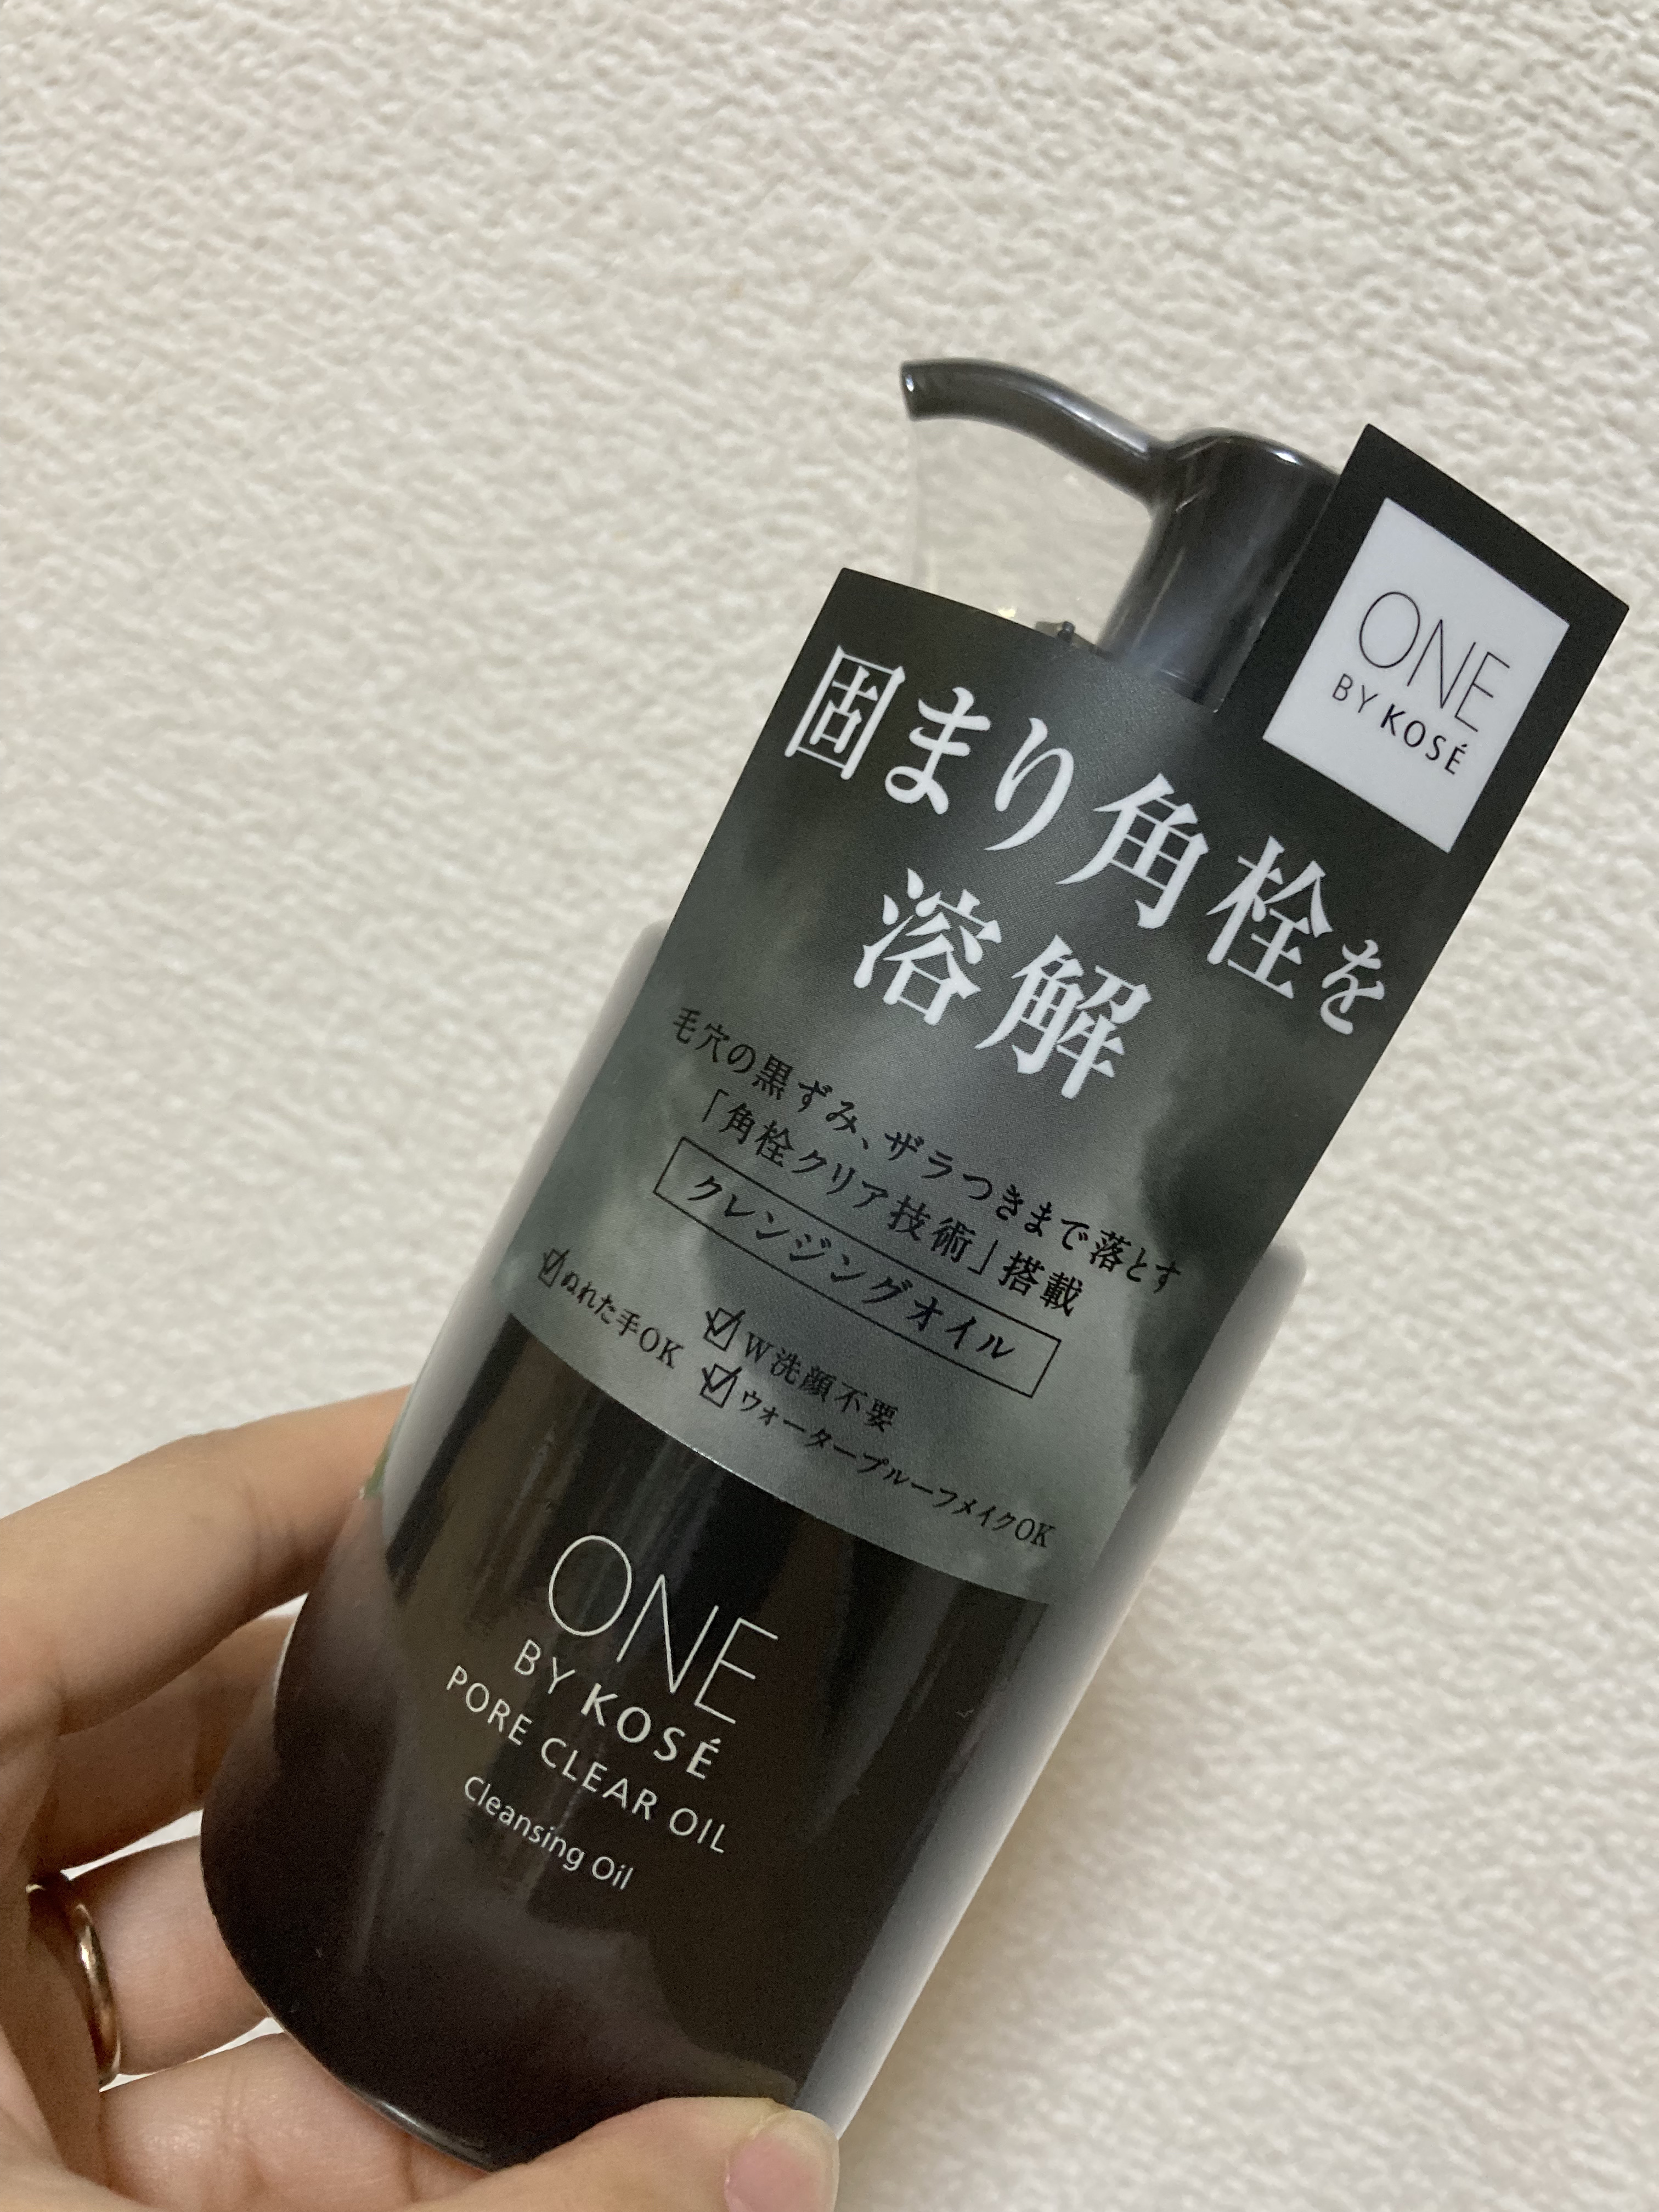 ONE
BY KOSÉ
固まり角栓を
溶解
毛穴の黒ずみ、ザラつきまで落とす
「角栓クリア技術」搭載
クレンジングオイル
ぬれた手OK
W洗顔不要
ウォータープルーフメイクOK
ONE
BY KOSÉ
PORE CLEAR OIL
Cleansing Oil